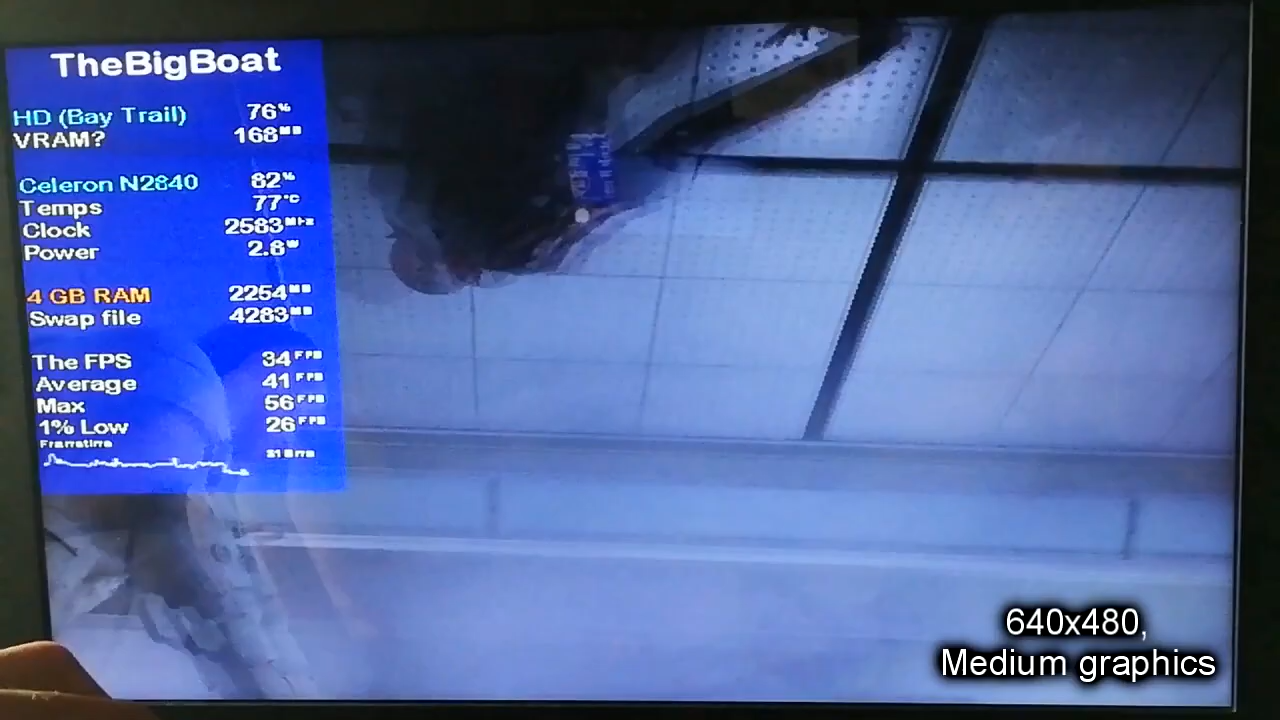 TheBigBoat
HD (Bay Trail) 76%
VRAM? 168MB
Celeron N2840 82%
Temps 77°C
Clock 2583MHz
Power 2.8W
4 GB RAM 2254MB
Swap file 4283MB
The FPS 34FPS
Average 41FPS
Max 56FPS
1% Low 26FPS
Frametime
640x480,
Medium graphics